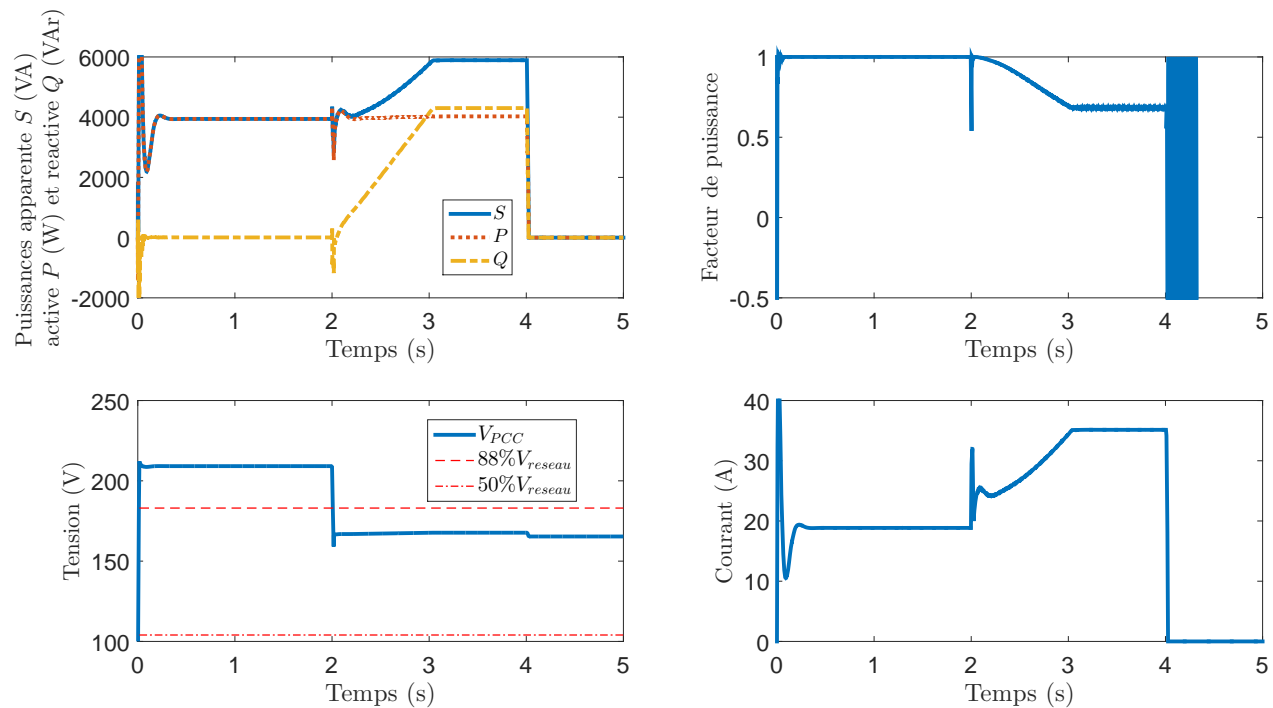 Puissances apparente S (VA)
active P (W) et reactive Q (VAr)
6000
4000
2000
0
-2000
0
1
2
3
4
5
Temps (s)
S
P
Q
Facteur de puissance
1
0.5
0
-0.5
0
1
2
3
4
5
Temps (s)
Tension (V)
250
200
150
100
0
1
2
3
4
5
Temps (s)
V_PCC
88%V_reseau
50%V_reseau
Courant (A)
40
30
20
10
0
0
1
2
3
4
5
Temps (s)